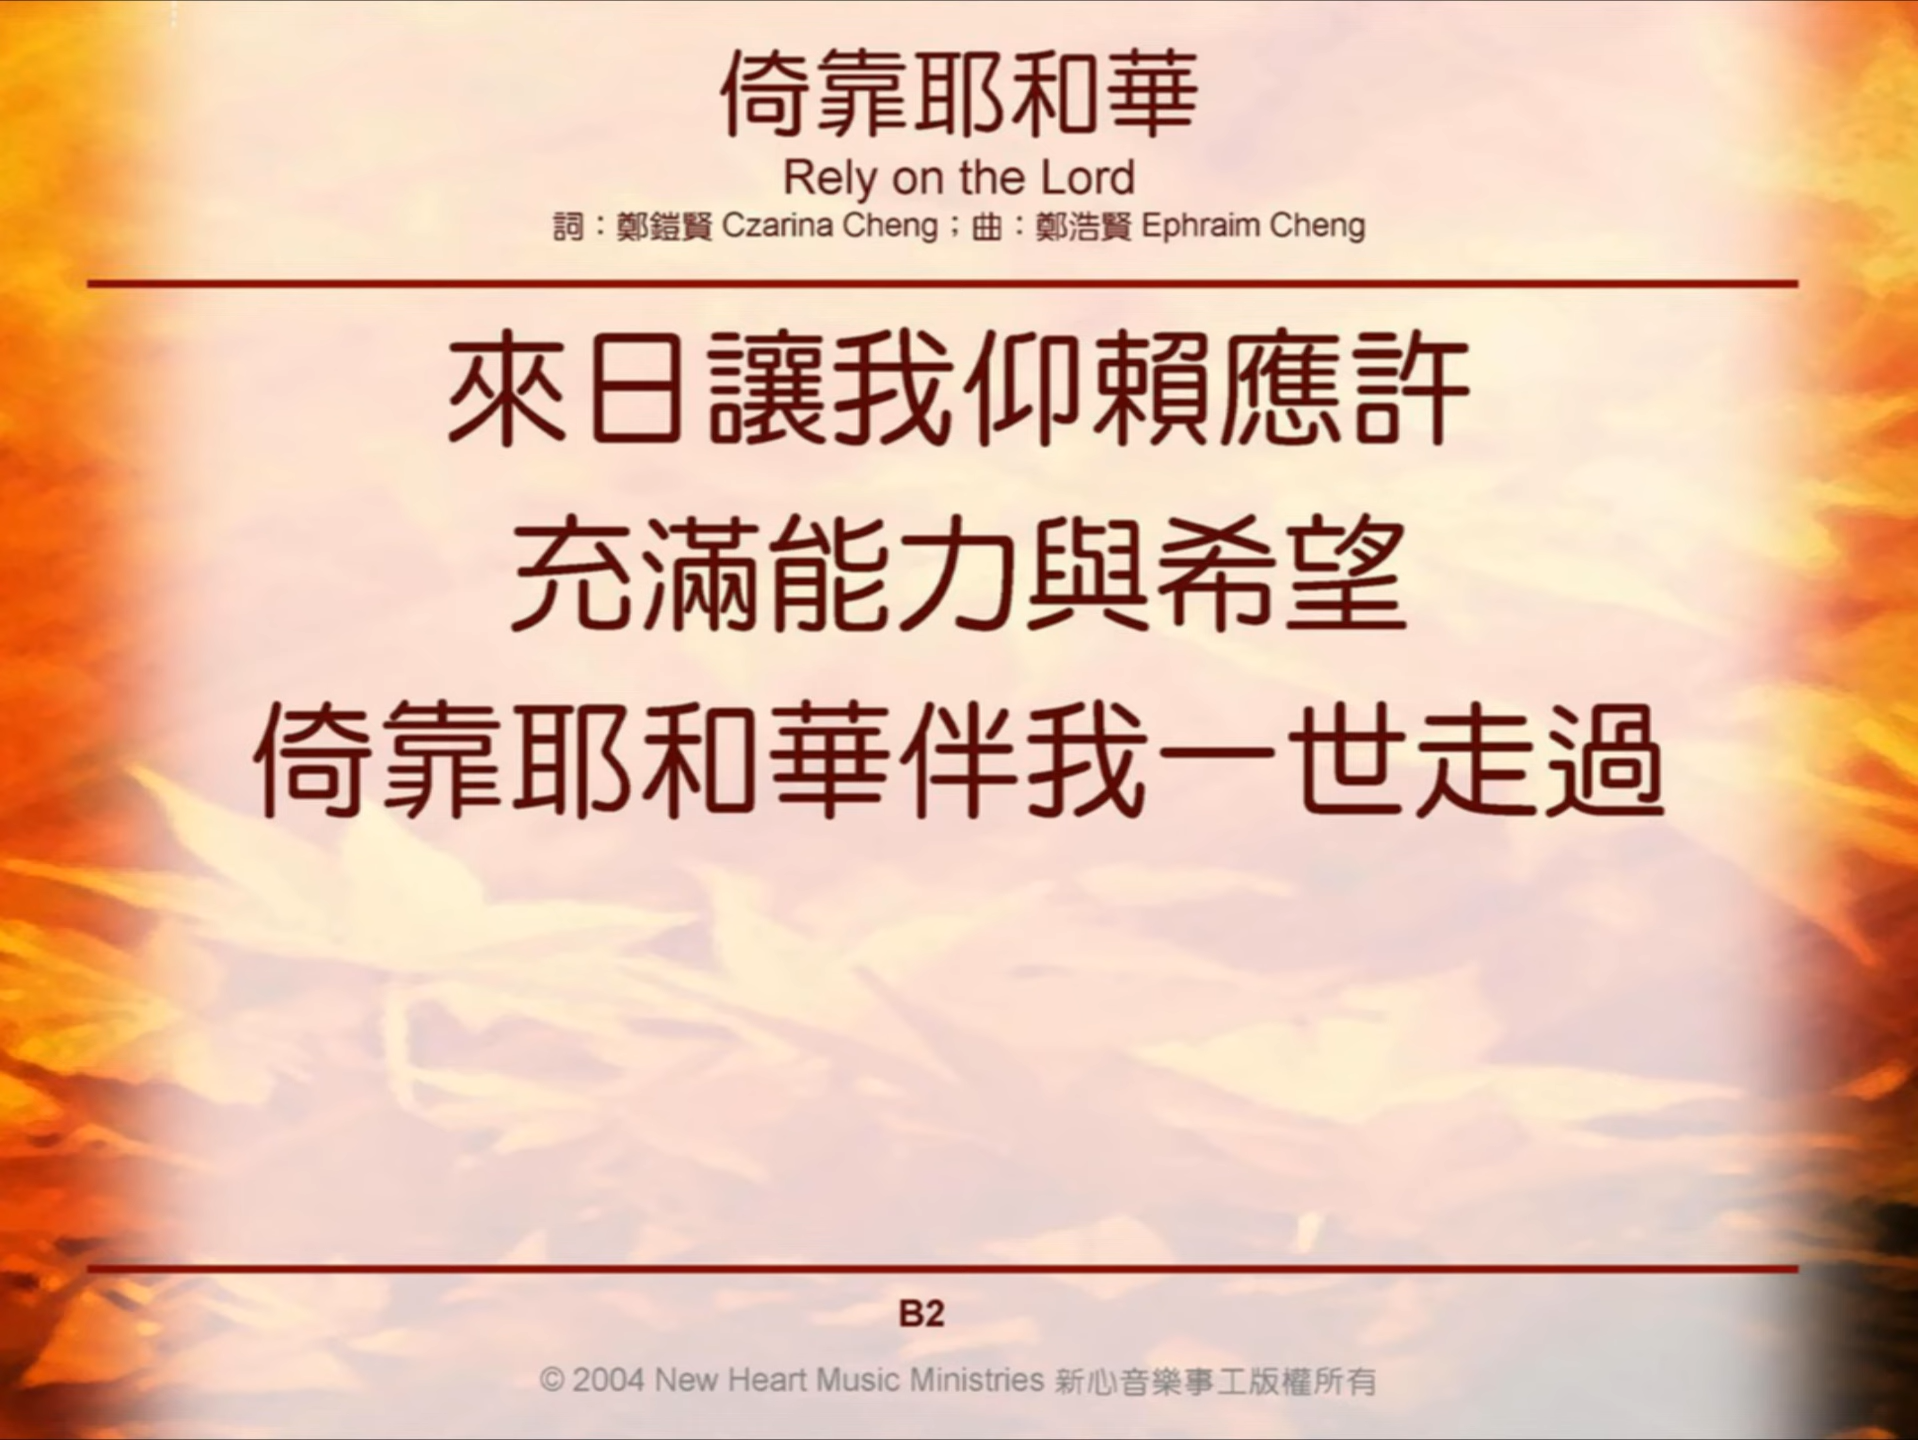 倚靠耶和華
Rely on the Lord
詞：鄭鎧賢 Czarina Cheng；曲：鄭浩賢 Ephraim Cheng
來日讓我仰賴應許
充滿能力與希望
倚靠耶和華伴我一世走過
B2
© 2004 New Heart Music Ministries 新心音樂事工版權所有